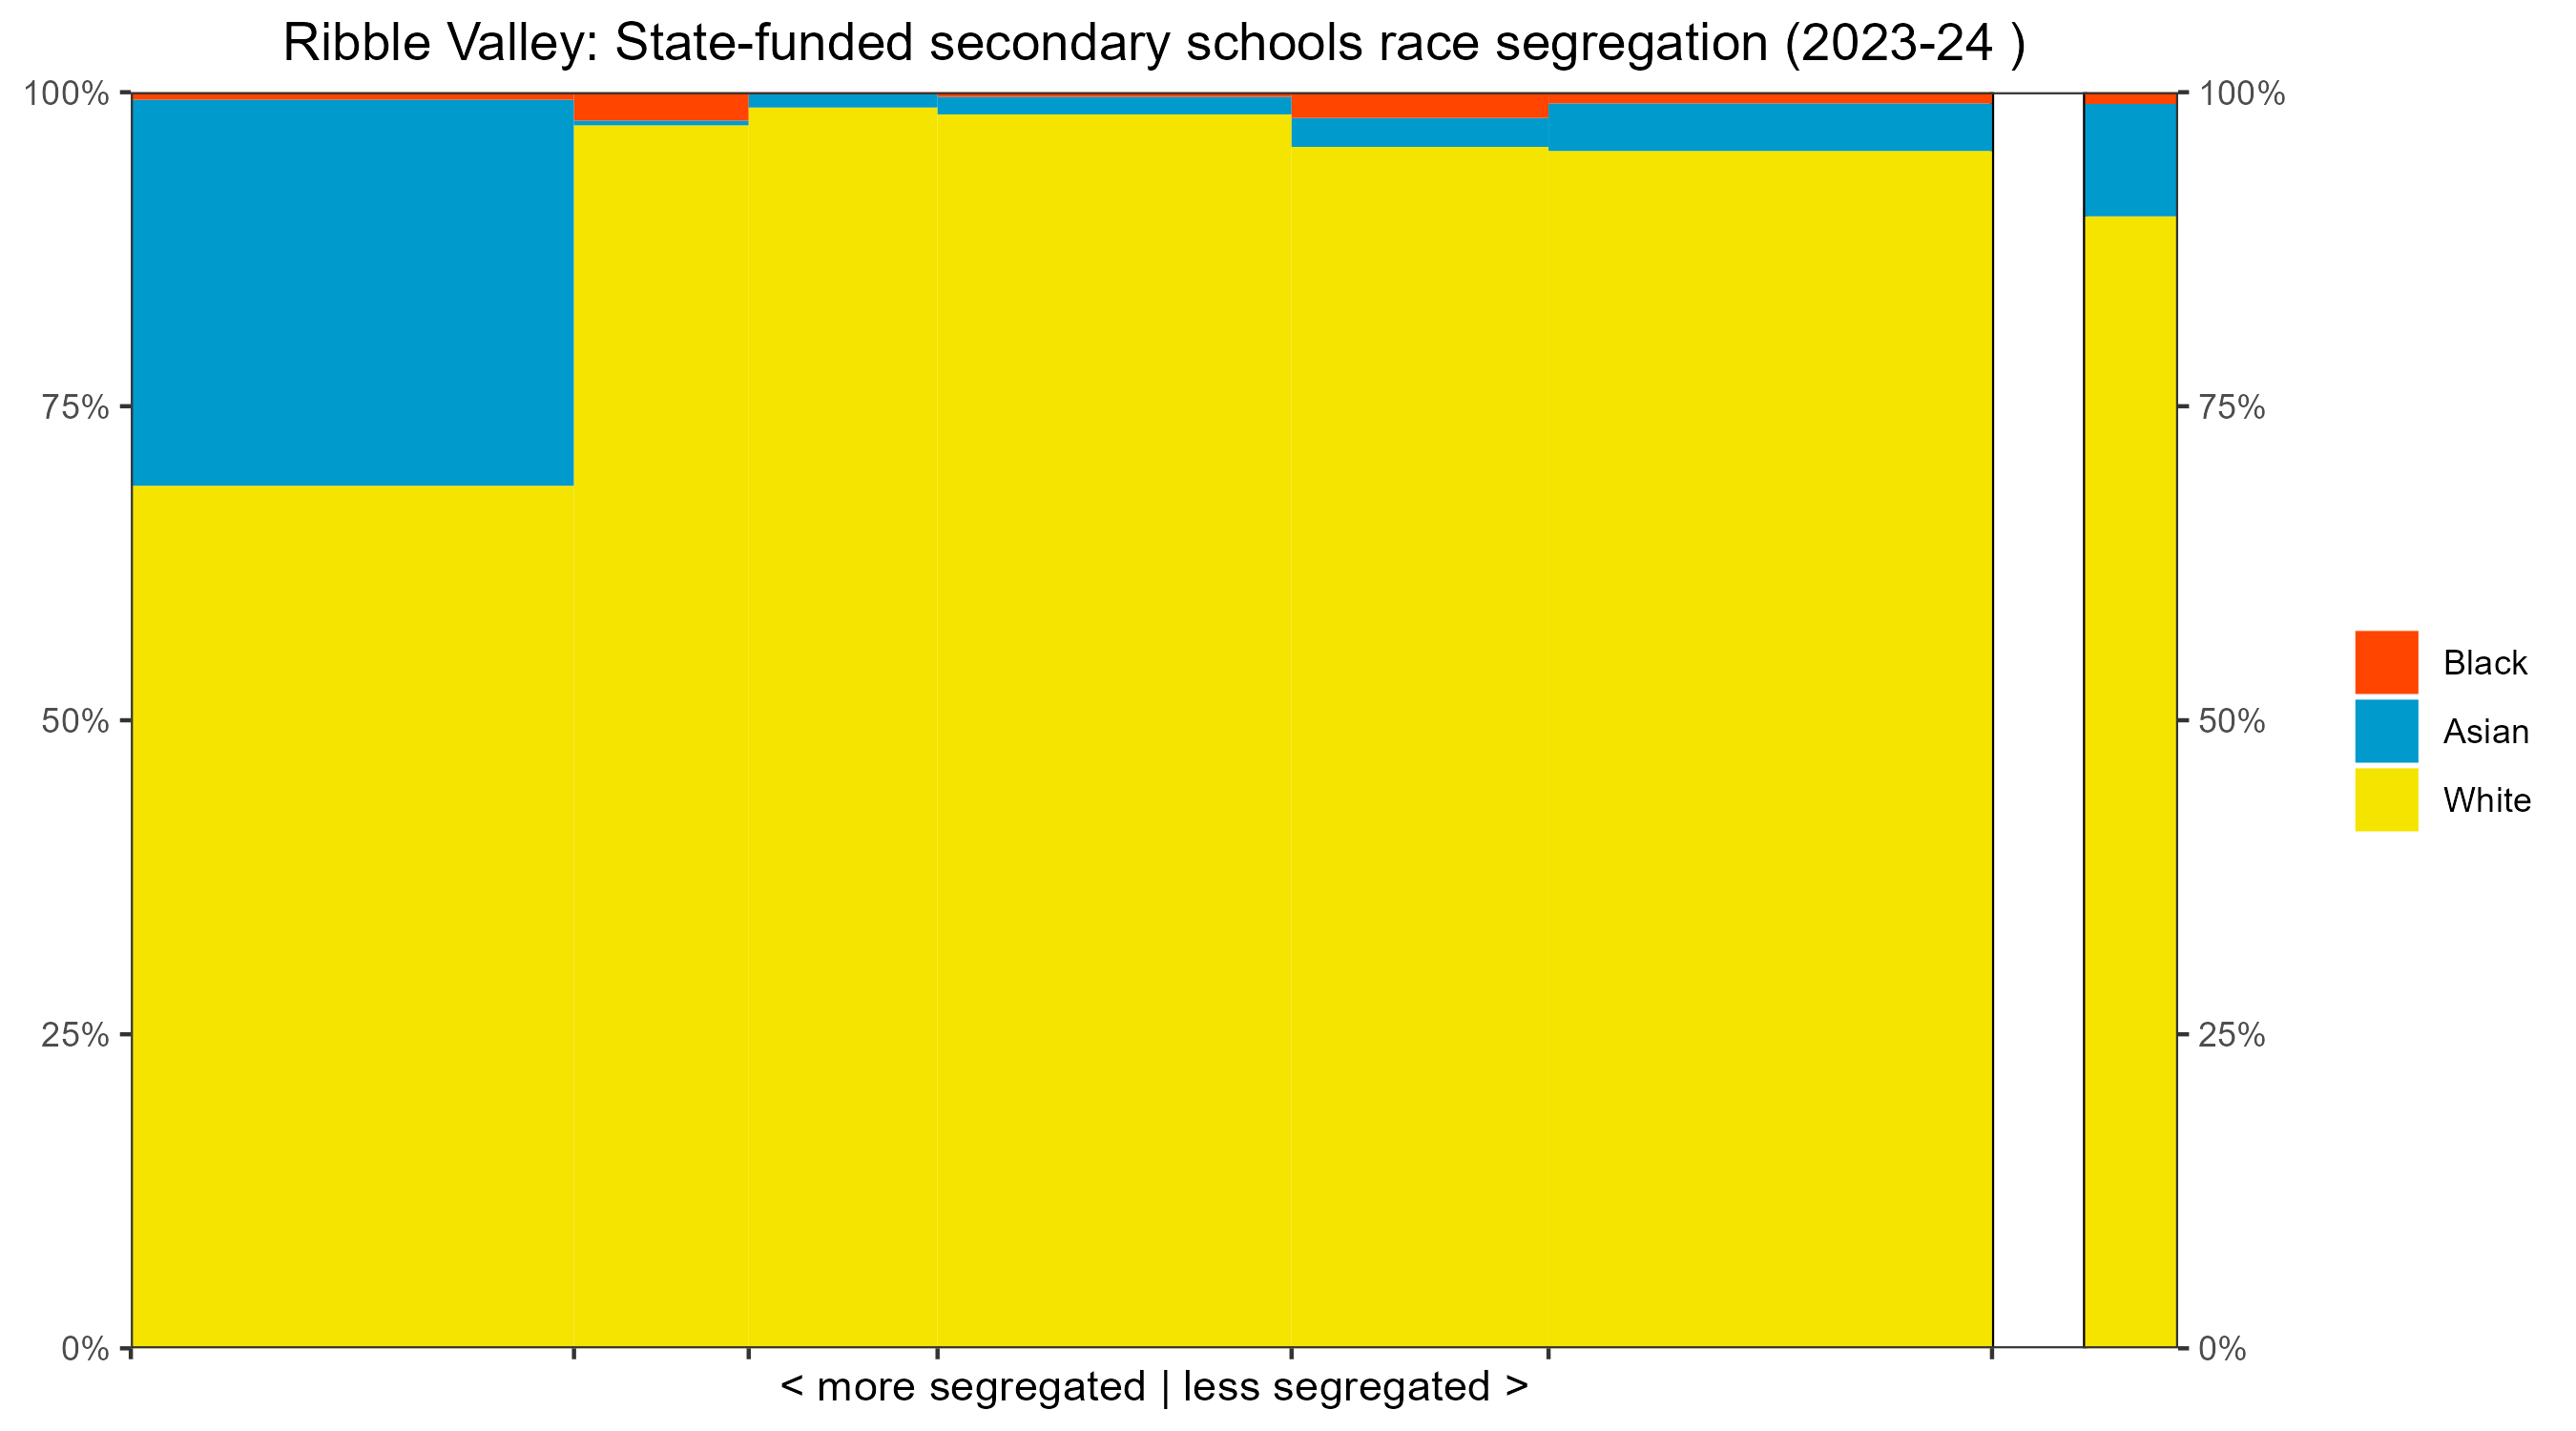 Ribble Valley: State-funded secondary schools race segregation (2023-24 )
100%
75%
50%
25%
0%
100%
75%
50%
25%
0%
Black
Asian
White
< more segregated | less segregated >